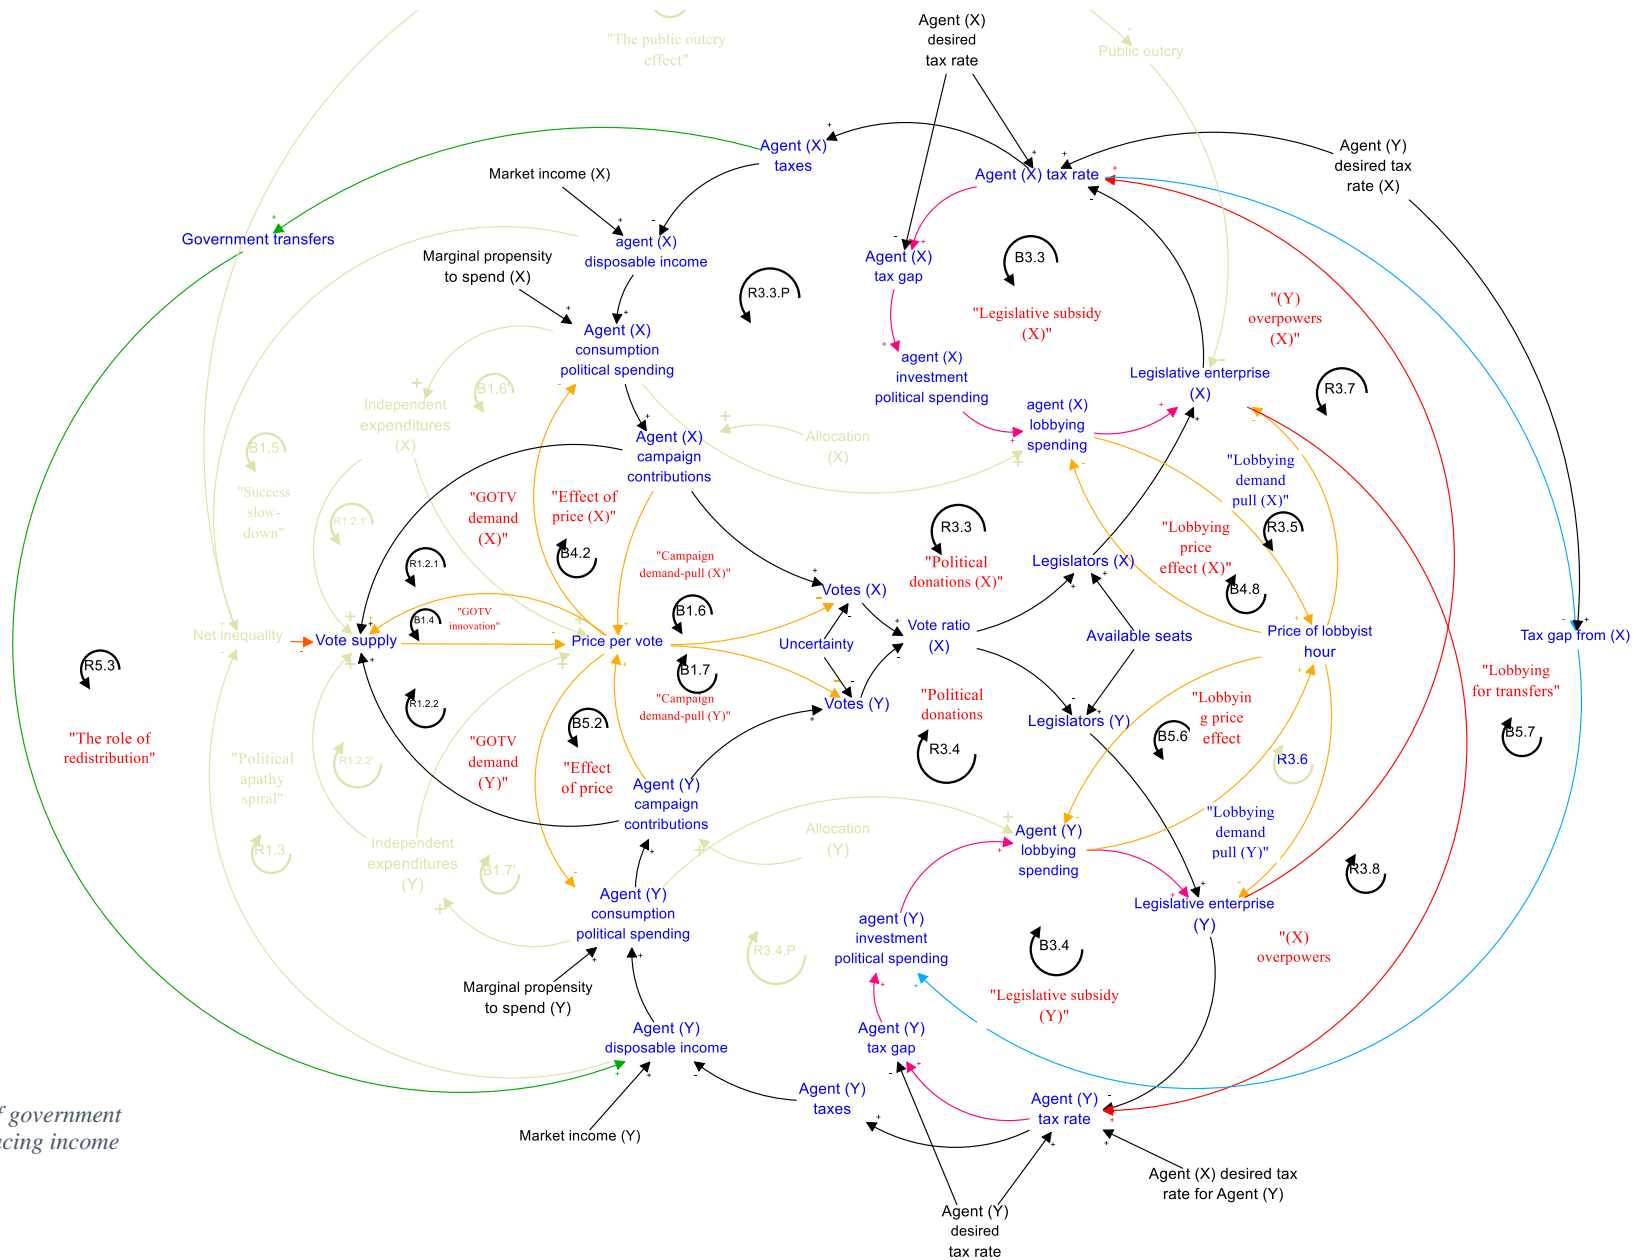 Agent (X)
desired
tax rate
"The public outcry
effect"
Public outcry
Agent (X)
taxes
Market income (X)
Agent (X) tax rate
Agent (Y)
desired tax
rate (X)
Government transfers
agent (X)
disposable income
Marginal propensity
to spend (X)
Agent (X)
tax gap
B3.3
R3.3.P
"Legislative subsidy
(X)"
"(Y)
overpowers
(X)"
Agent (X)
consumption
political spending
agent (X)
investment
political spending
Legislative enterprise
(X)
R3.7
B1.6'
Independent
expenditures
(X)
agent (X)
lobbying
spending
Allocation
(X)
Agent (X)
campaign
contributions
B1.5
"Success
slow-
down"
"Lobbying
demand
pull (X)"
"GOTV
demand
(X)"
"Effect of
price (X)"
R1.2.1'
R3.3
"Lobbying
price
effect (X)"
R3.5
B4.2
R1.2.1
"Campaign
demand-pull (X)"
"Political
donations (X)"
Legislators (X)
Votes (X)
B4.8
B1.4
"GOTV
innovation"
B1.6
Net inequality
Vote supply
Price per vote
Uncertainty
Vote ratio
(X)
Available seats
Price of lobbyist
hour
Tax gap from (X)
R5.3
B1.7
"Lobbying
for transfers"
R1.2.2
"Campaign
demand-pull (Y)"
Votes (Y)
"Political
donations
Legislators (Y)
"Lobbyin
g price
effect
B5.2
B5.6
B5.7
"The role of
redistribution"
"GOTV
demand
(Y)"
"Effect
of price
R3.4
R3.6
"Political
apathy
spiral"
R1.2.2'
Agent (Y)
campaign
contributions
"Lobbying
demand
pull (Y)"
Allocation
(Y)
Agent (Y)
lobbying
spending
R1.3
Independent
expenditures
(Y)
B1.7'
R3.8
Agent (Y)
consumption
political spending
Legislative enterprise
(Y)
agent (Y)
investment
political spending
R3.4.P
B3.4
"(X)
overpowers
Marginal propensity
to spend (Y)
"Legislative subsidy
(Y)"
Agent (Y)
disposable income
Agent (Y)
tax gap
Agent (Y)
taxes
Agent (Y)
tax rate
f government
cing income
Market income (Y)
Agent (X) desired tax
rate for Agent (Y)
Agent (Y)
desired
tax rate